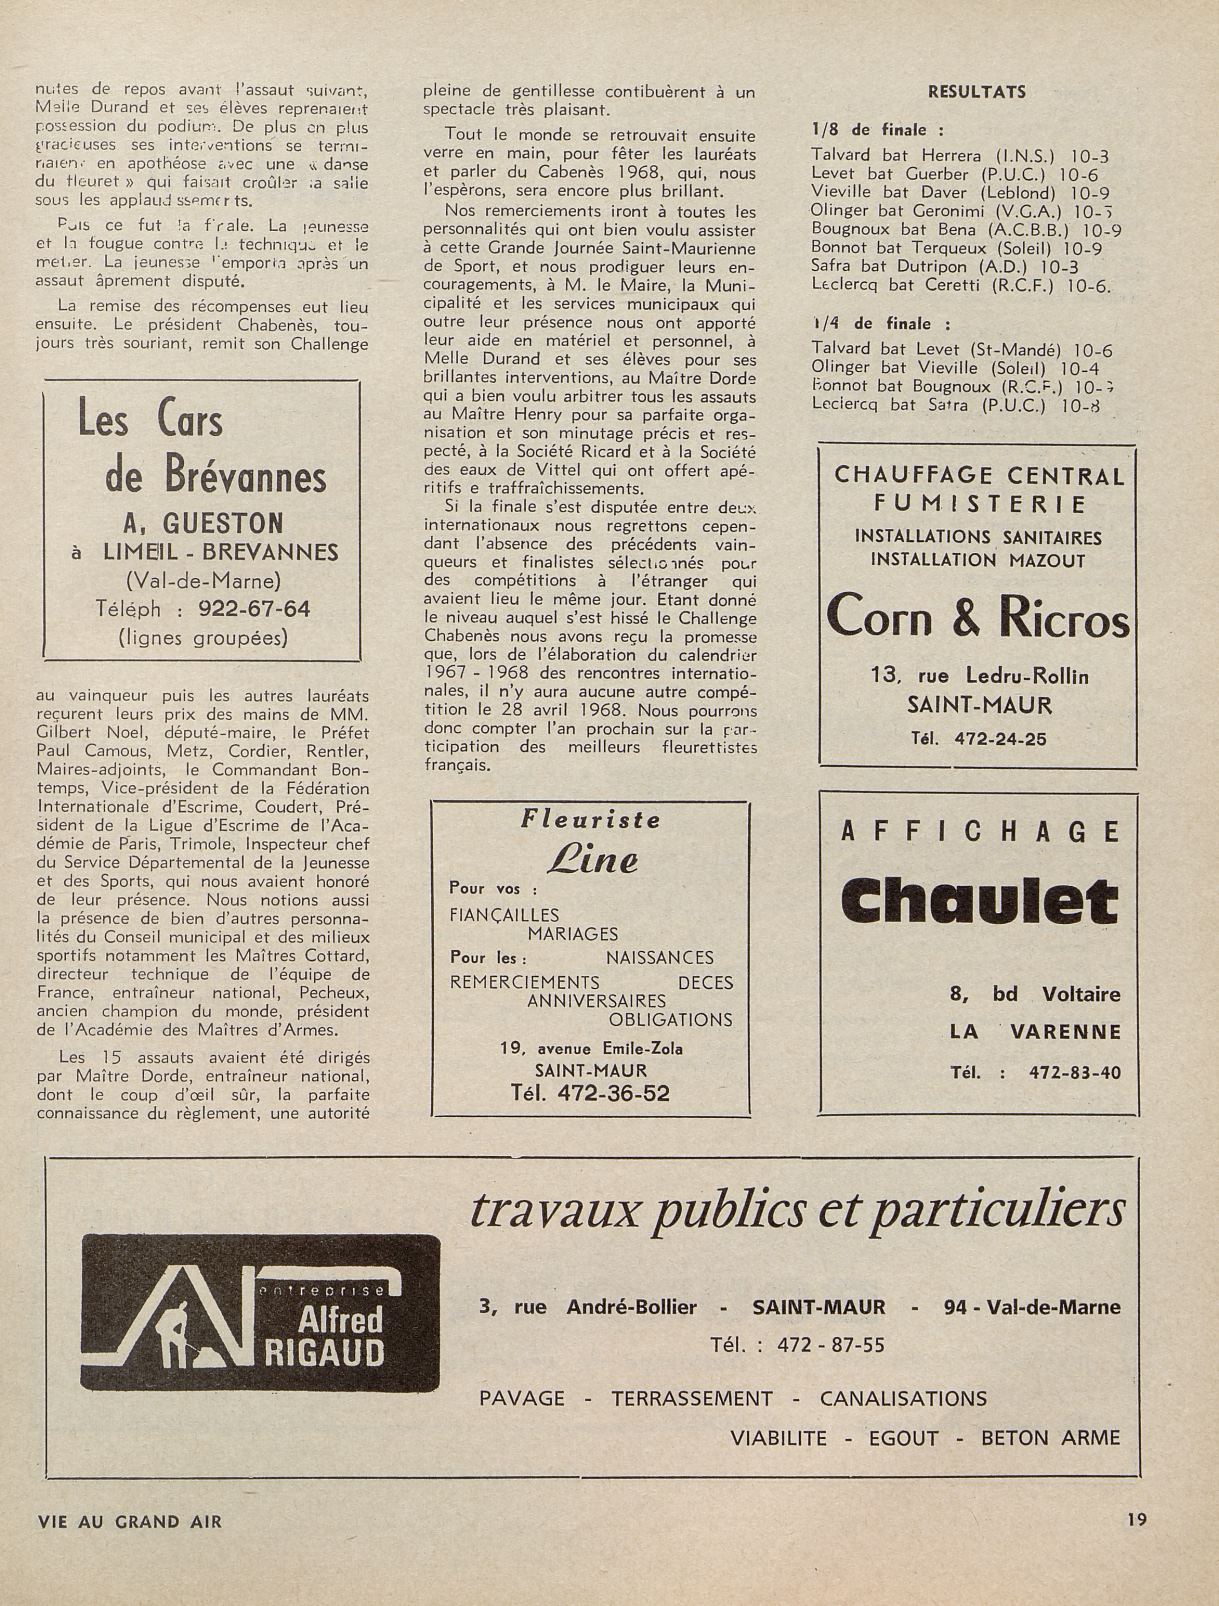 nutes de repos avant l'assaut suivant,
Melle Durand et ses élèves reprenaient
possession du podium. De plus en plus
gracieuses ses interventions se termi-
naient en apothéose avec une « danse
du fleuret » qui faisait croûler la salle
sous les applaudissements.
Puis ce fut la finale. La jeunesse
et la fougue contre la technique et le
métier. La jeunesse l'emporta après un
assaut âprement disputé.
La remise des récompenses eut lieu
ensuite. Le président Chabenès, tou-
jours très souriant, remit son Challenge
Les Cars
de Brévannes
A, GUESTON
à LIMEIL - BREVANNES
(Val-de-Marne)
Téléph : 922-67-64
(lignes groupées)
au vainqueur puis les autres lauréats
reçurent leurs prix des mains de MM.
Gilbert Noel, député-maire, le Préfet
Paul Camous, Metz, Cordier, Rentler,
Maires-adjoints, le Commandant Bon-
temps, Vice-président de la Fédération
Internationale d'Escrime, Coudert, Pré-
sident de la Ligue d'Escrime de l'Aca-
démie de Paris, Trimole, Inspecteur chef
du Service Départemental de la Jeunesse
et des Sports, qui nous avaient honoré
de leur présence. Nous notions aussi
la présence de bien d'autres personna-
lités du Conseil municipal et des milieux
sportifs notamment les Maîtres Cottard,
directeur technique de l'équipe de
France, entraîneur national, Pecheux,
ancien champion du monde, président
de l'Académie des Maîtres d'Armes.
Les 15 assauts avaient été dirigés
par Maître Dorde, entraîneur national,
dont le coup d'œil sûr, la parfaite
connaissance du règlement, une autorité
pleine de gentillesse contibuèrent à un
spectacle très plaisant.
Tout le monde se retrouvait ensuite
verre en main, pour fêter les lauréats
et parler du Cabenès 1968, qui, nous
l'espèrons, sera encore plus brillant.
Nos remerciements iront à toutes les
personnalités qui ont bien voulu assister
à cette Grande Journée Saint-Maurienne
de Sport, et nous prodiguer leurs en-
couragements, à M. le Maire, la Muni-
cipalité et les services municipaux qui
outre leur présence nous ont apporté
leur aide en matériel et personnel, à
Melle Durand et ses élèves pour ses
brillantes interventions, au Maître Dorde
qui a bien voulu arbitrer tous les assauts
au Maître Henry pour sa parfaite orga-
nisation et son minutage précis et res-
pecté, à la Société Ricard et à la Société
des eaux de Vittel qui ont offert apé-
ritifs e traffraîchissements.
Si la finale s'est disputée entre deux
internationaux nous regrettons cepen-
dant l'absence des précédents vain-
queurs et finalistes sélectionnés pour
des compétitions à l'étranger qui
avaient lieu le même jour. Etant donné
le niveau auquel s'est hissé le Challenge
Chabenès nous avons reçu la promesse
que, lors de l'élaboration du calendrier
1967 - 1968 des rencontres internatio-
nales, il n'y aura aucune autre compé-
tition le 28 avril 1968. Nous pourrons
donc compter l'an prochain sur la par-
ticipation des meilleurs fleurettistes
français.
Fleuriste
Line
Pour vos :
FIANÇAILLES
MARIAGES
Pour les : NAISSANCES
REMERCIEMENTS DECES
ANNIVERSAIRES
OBLIGATIONS
19, avenue Emile-Zola
SAINT-MAUR
Tél. 472-36-52
RESULTATS
1/8 de finale :
Talvard bat Herrera (I.N.S.) 10-3
Levet bat Guerber (P.U.C.) 10-6
Vieville bat Daver (Leblond) 10-9
Olinger bat Geronimi (V.G.A.)
Bougnoux bat Bena (A.C.B.B.) 10-9
Bonnot bat Terqueux (Soleil) 10-9
Safra bat Dutripon (A.D.) 10-3
Leclercq bat Ceretti (R.C.F.) 10-6.
1/4 de finale :
Talvard bat Levet (St-Mandé) 10-6
Olinger bat Vieville (Soleil) 10-4
Bonnot bat Bougnoux (R.C.F.)
Leclercq bat Safra (P.U.C.) 10-8
CHAUFFAGE CENTRAL
FUMISTERIE
INSTALLATIONS SANITAIRES
INSTALLATION MAZOUT
Corn & Ricros
13, rue Ledru-Rollin
SAINT-MAUR
Tél. 472-24-25
AFFICHAGE
Chaulet
8, bd Voltaire
LA VARENNE
Tél. : 472-83-40
entreprise
Alfred
RIGAUD
travaux publics et particuliers
3, rue André-Bollier - SAINT-MAUR - 94 - Val-de-Marne
Tél. : 472 - 87-55
PAVAGE - TERRASSEMENT - CANALISATIONS
VIABILITE - EGOUT - BETON ARME
VIE AU GRAND AIR
19